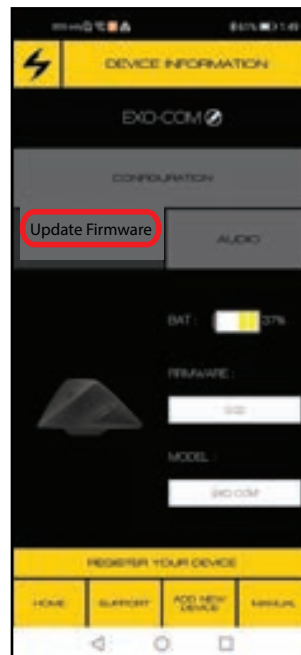 DEVICE INFORMATION
EXO-COM
CONFIGURATION
Update Firmware
AUDIO
BAT : 37%
FIRMWARE :
MODEL :
EXO COM
REGISTER YOUR DEVICE
HOME
SUPPORT
ADD NEW DEVICE
MANUAL